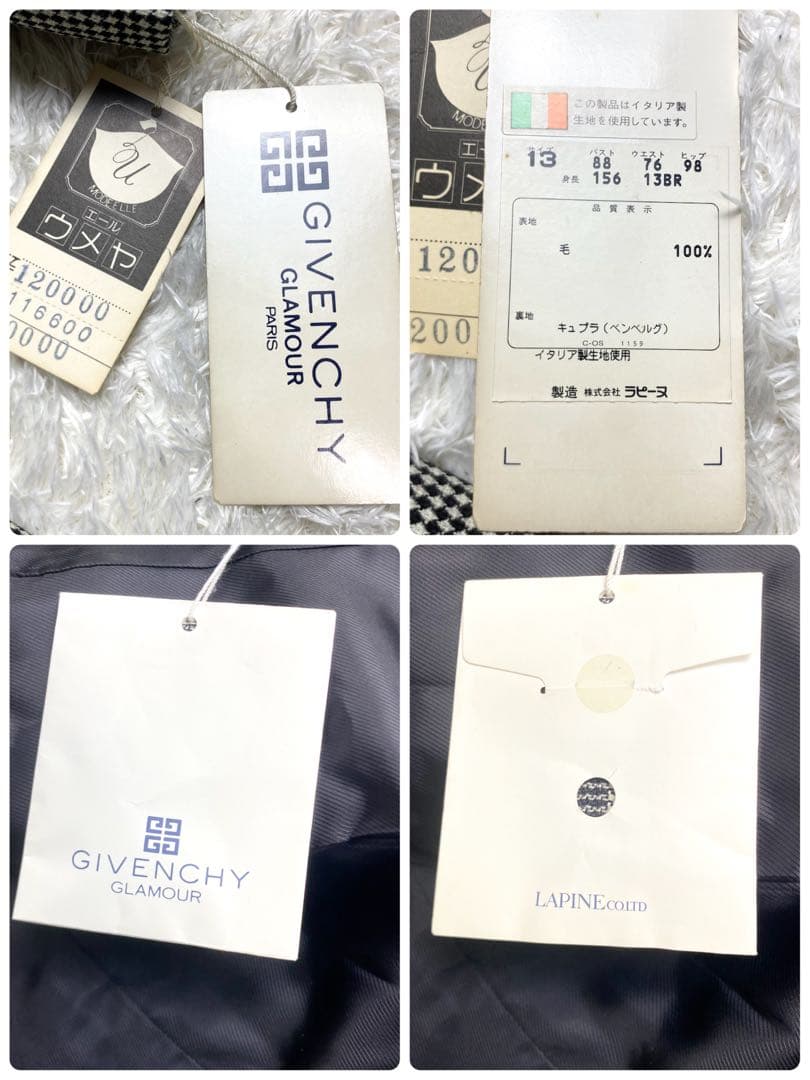 U
MODE ELLE
エール
ウメヤ
120000
116600
0000
GIVENCHY
GLAMOUR
PARIS
MODE
エ
ウメ
120
200
この製品はイタリア製
生地を使用しています。
サイズ バスト ウエスト ヒップ
13 88 76 98
身長 156 13BR
品質表示
表地
毛 100%
裏地
キュプラ(ベンベルグ)
C-OS 1159
イタリア製生地使用
製造 株式会社 ラピーヌ
GIVENCHY
GLAMOUR
LAPINE CO.LTD